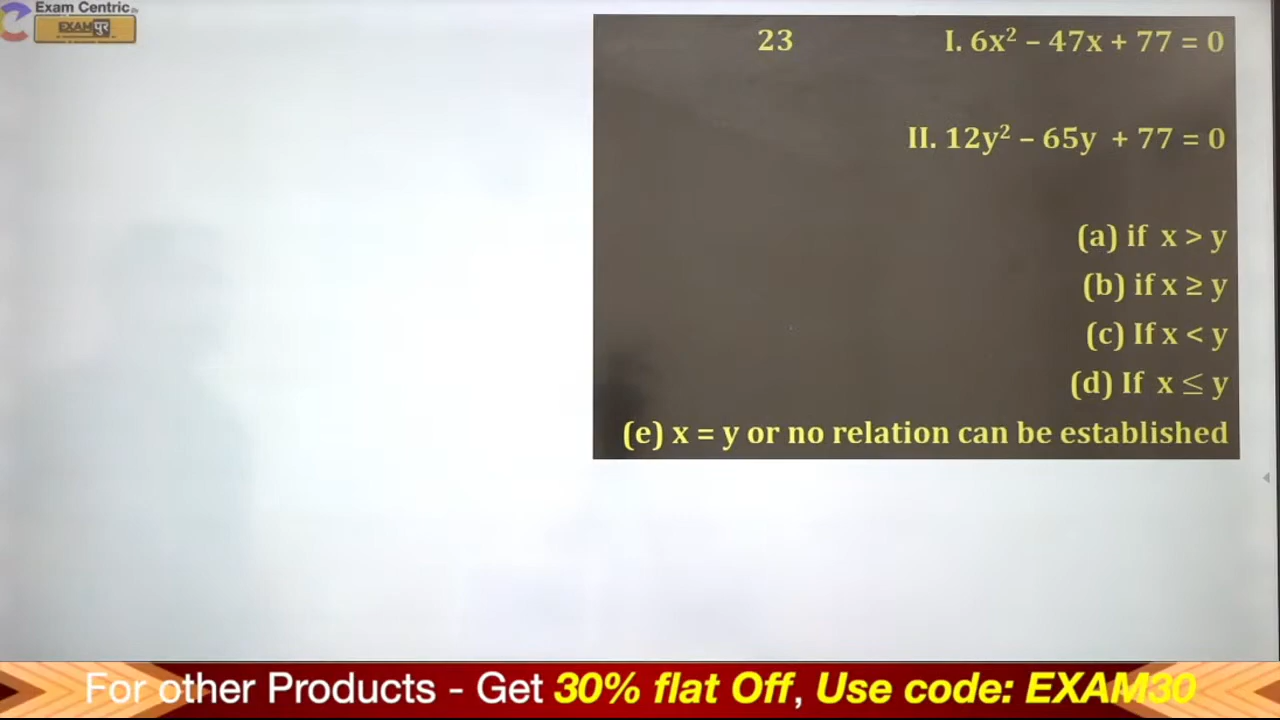 Exam Centric By
EXAMपुर
23
I. 6x² – 47x + 77 = 0
II. 12y² – 65y + 77 = 0
(a) if x > y
(b) if x ≥ y
(c) If x < y
(d) If x ≤ y
(e) x = y or no relation can be established
For other Products - Get 30% flat Off, Use code: EXAM30